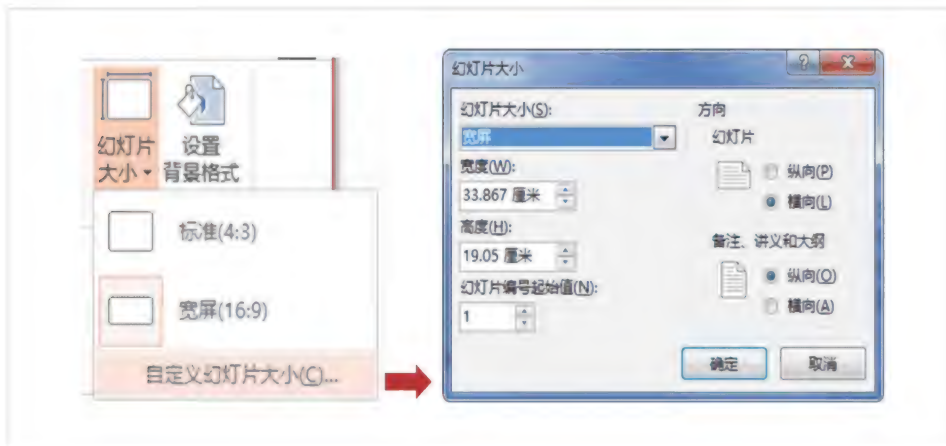 幻灯片
大小
设置
背景格式
标准(4:3)
宽屏(16:9)
自定义幻灯片大小(C)...
幻灯片大小
幻灯片大小(S):
宽屏
宽度(W):
33.867 厘米
高度(H):
19.05 厘米
幻灯片编号起始值(N):
1
方向
幻灯片
纵向(P)
横向(L)
备注、讲义和大纲
纵向(O)
横向(A)
确定
取消